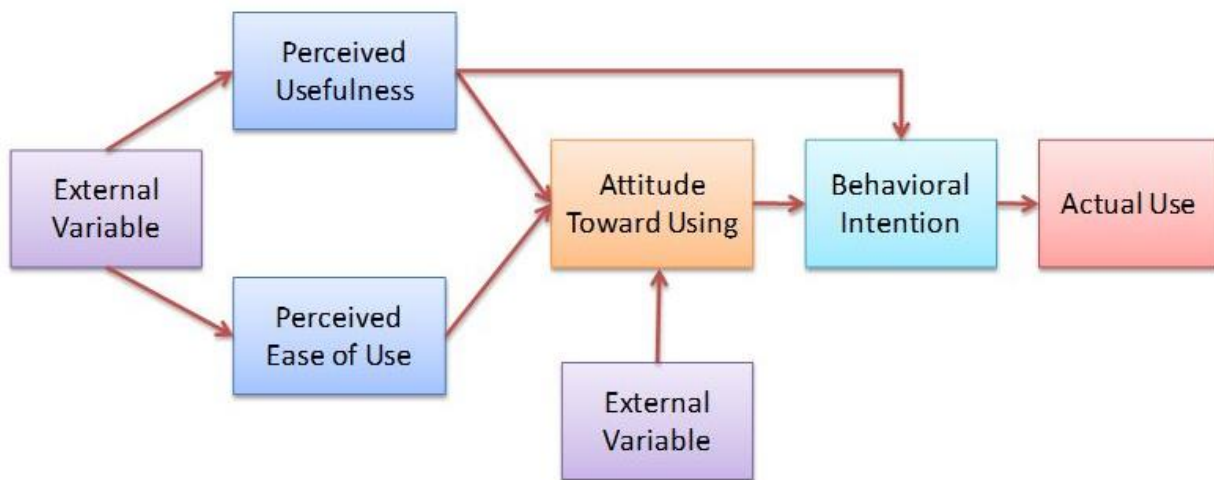 Perceived
Usefulness
External
Variable
Perceived
Ease of Use
Attitude
Toward Using
Behavioral
Intention
Actual Use
External
Variable